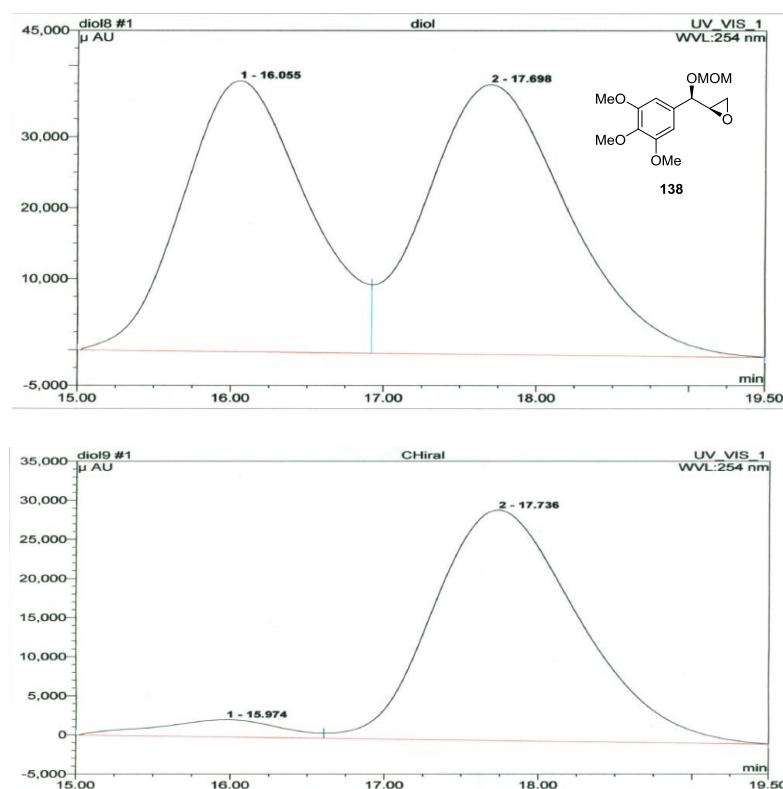 diol8 #1 diol UV_VIS_1
µ AU WVL:254 nm
45,000
1 - 16.055
2 - 17.698
OMOM
MeO
O
MeO
OMe
138
30,000
20,000
10,000
-5,000
min
15.00 16.00 17.00 18.00 19.50
diol9 #1 CHiral UV_VIS_1
µ AU WVL:254 nm
35,000
30,000
2 - 17.736
25,000
20,000
15,000
10,000
5,000
1 - 15.974
0
-5,000
min
15.00 16.00 17.00 18.00 19.50